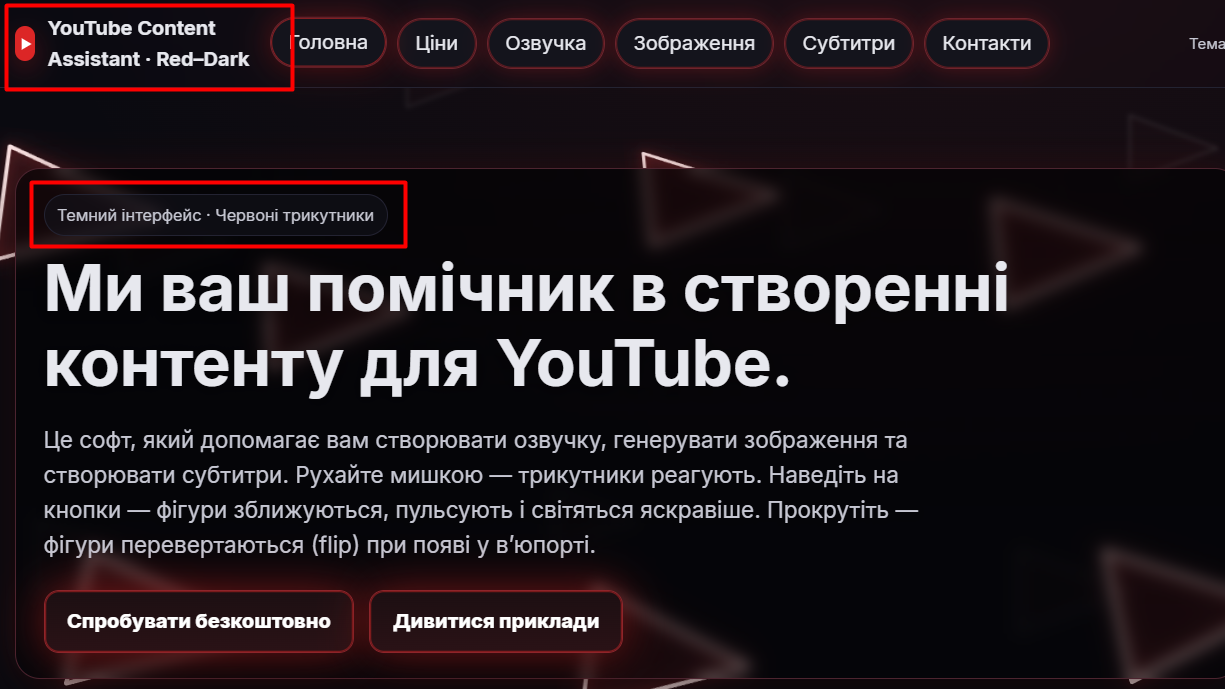 YouTube Content
Assistant · Red–Dark
Головна
Ціни
Озвучка
Зображення
Субтитри
Контакти
Тема
Темний інтерфейс · Червоні трикутники
Ми ваш помічник в створенні
контенту для YouTube.
Це софт, який допомагає вам створювати озвучку, генерувати зображення та
створювати субтитри. Рухайте мишкою — трикутники реагують. Наведіть на
кнопки — фігури зближуються, пульсують і світяться яскравіше. Прокрутіть —
фігури перевертаються (flip) при появі у в’юпорті.
Спробувати безкоштовно
Дивитися приклади